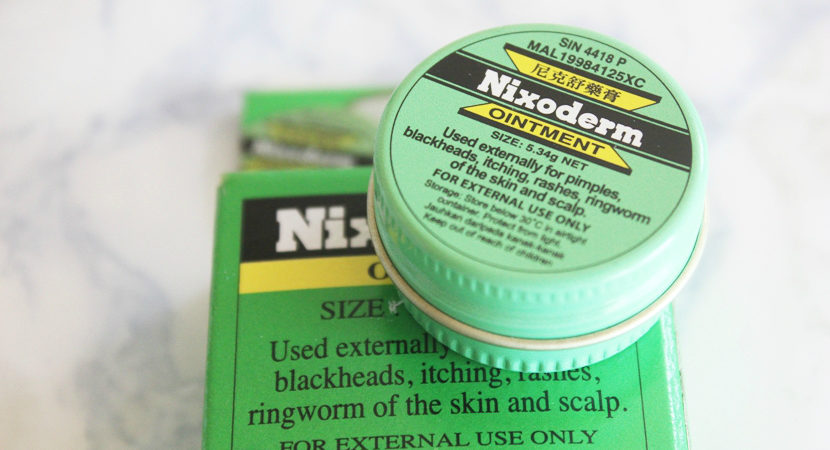 SIN 4418 P
MAL19984125XC
尼克舒藥膏
Nixoderm
OINTMENT
SIZE: 5.34g NET
Used externally for pimples,
blackheads, itching, rashes, ringworm
of the skin and scalp.
FOR EXTERNAL USE ONLY
Storage: Store below 30°C in airtight
container. Protect from light.
Jauhkan daripada kanak-kanak
Keep out of reach of children.
Nixoderm
Nix
O
SIZE
Used externally
blackheads, itching, rashes,
ringworm of the skin and scalp.
FOR EXTERNAL USE ONLY